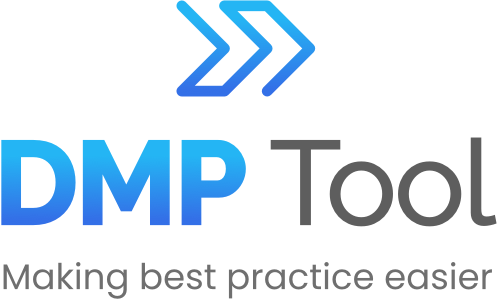 DMP Tool
Making best practice easier